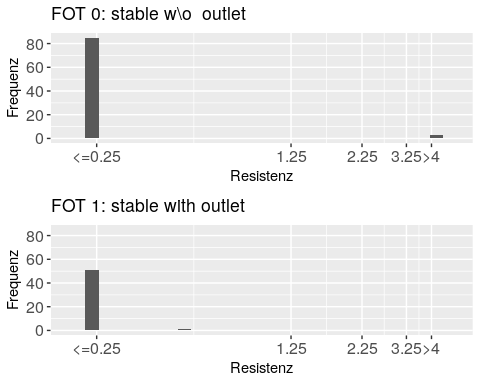 FOT 0: stable w\o  outlet
80
60
40
20
0
Frequenz
<=0.25 1.25 2.25 3.25 >4
Resistenz
FOT 1: stable with outlet
80
60
40
20
0
Frequenz
<=0.25 1.25 2.25 3.25 >4
Resistenz